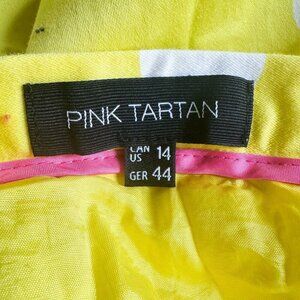 PINK TARTAN
CAN
US 14
GER 44